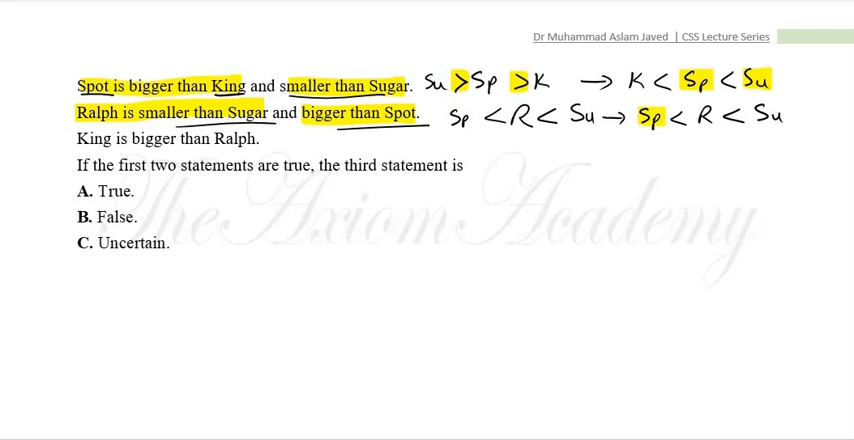 Dr Muhammad Aslam Javed | CSS Lecture Series
Spot is bigger than King and smaller than Sugar. Su > Sp > K → K < Sp < Su
Ralph is smaller than Sugar and bigger than Spot. Sp < R < Su → Sp < R < Su
King is bigger than Ralph.
If the first two statements are true, the third statement is
A. True.
B. False.
C. Uncertain.
The Axiom Academy